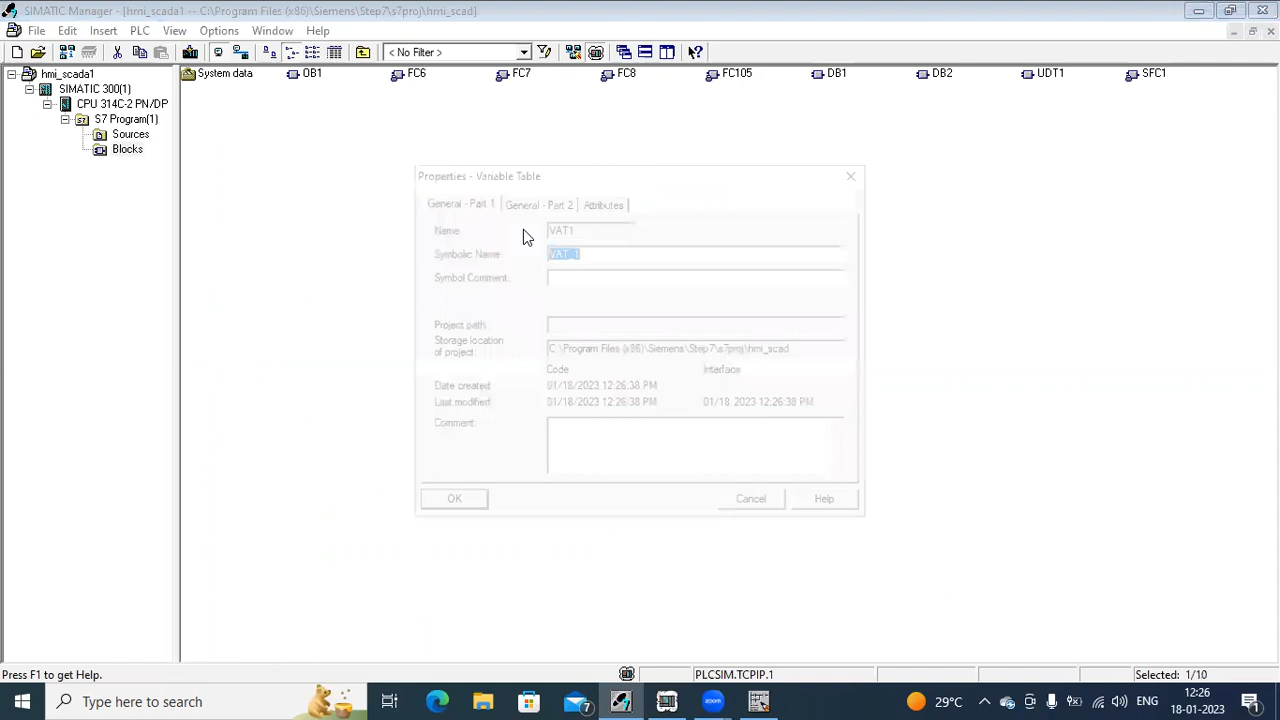 SIMATIC Manager - [hmi_scada1 -- C:\Program Files (x86)\Siemens\Step7\s7proj\hmi_scad]
File Edit Insert PLC View Options Window Help
< No Filter >
hmi_scada1
SIMATIC 300(1)
CPU 314C-2 PN/DP
S7 Program(1)
Sources
Blocks
System data OB1 FC6 FC7 FC8 FC105 DB1 DB2 UDT1 SFC1
Properties - Variable Table
General - Part 1 General - Part 2 Attributes
Name VAT1
Symbolic Name VAT_1
Symbol Comment:
Project path:
Storage location
of project: C:\Program Files (x86)\Siemens\Step7\s7proj\hmi_scad
Code Interface
Date created: 01/18/2023 12:26:38 PM
Last modified: 01/18/2023 12:26:38 PM 01/18/2023 12:26:38 PM
Comment:
OK Cancel Help
Press F1 to get Help. PLCSIM.TCPIP.1 Selected: 1/10
Type here to search 7 zoom 29°C ENG 12:26
18-01-2023